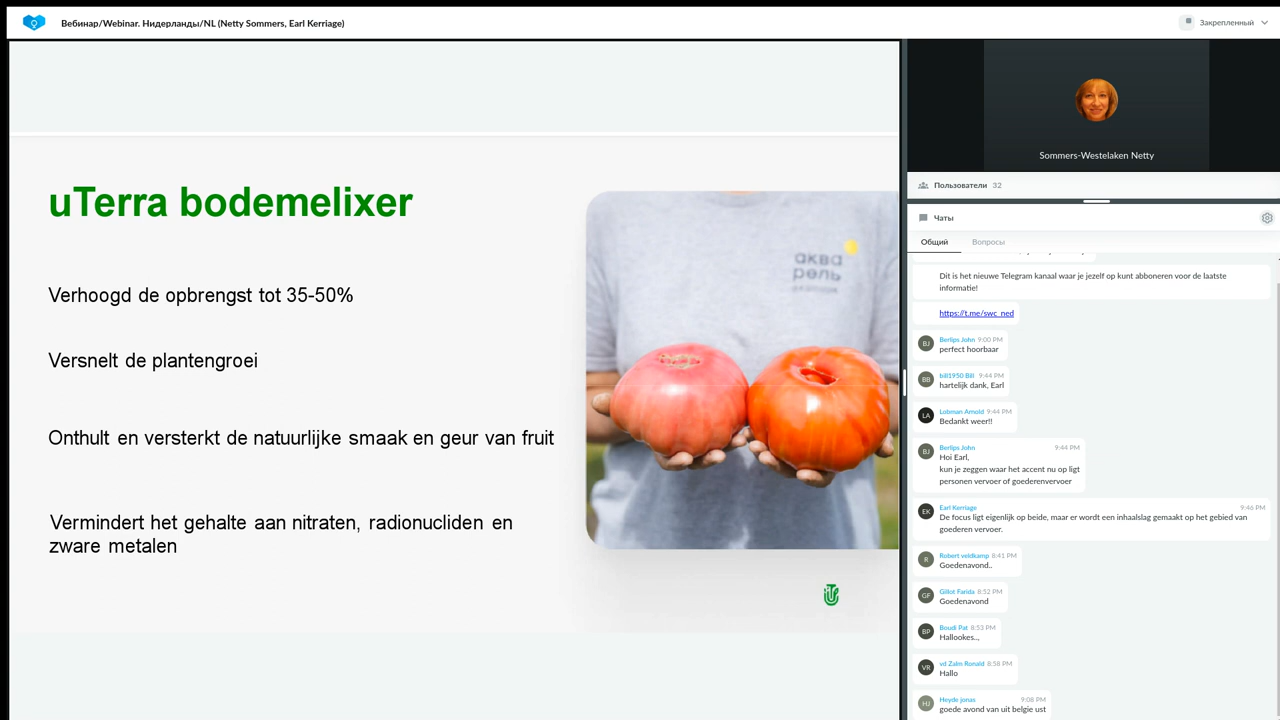 Вебинар/Webinar. Нидерланды/NL (Netty Sommers, Earl Kerriage)
Закрепленный
uTerra bodemelixer
Verhoogd de opbrengst tot 35-50%
Versnelt de plantengroei
Onthult en versterkt de natuurlijke smaak en geur van fruit
Vermindert het gehalte aan nitraten, radionucliden en
zware metalen
аква
рель
Sommers-Westelaken Netty
Пользователи 32
Чаты
Общий Вопросы
Dit is het nieuwe Telegram kanaal waar je jezelf op kunt abboneren voor de laatste
informatie!
https://t.me/swc_ned
BJ Berlips John 9:00 PM
perfect hoorbaar
BB bill1950 Bill 9:44 PM
hartelijk dank, Earl
LA Lobman Arnold 9:44 PM
Bedankt weer!!
BJ Berlips John 9:44 PM
Hoi Earl,
kun je zeggen waar het accent nu op ligt
personen vervoer of goederenvervoer
EK Earl Kerriage 9:46 PM
De focus ligt eigenlijk op beide, maar er wordt een inhaalslag gemaakt op het gebied van
goederen vervoer.
R Robert veldkamp 8:41 PM
Goedenavond..
GF Gillot Farida 8:52 PM
Goedenavond
BP Boudi Pat 8:53 PM
Hallookes..,
VR vd Zalm Ronald 8:58 PM
Hallo
HJ Heyde jonas 9:08 PM
goede avond van uit belgie ust